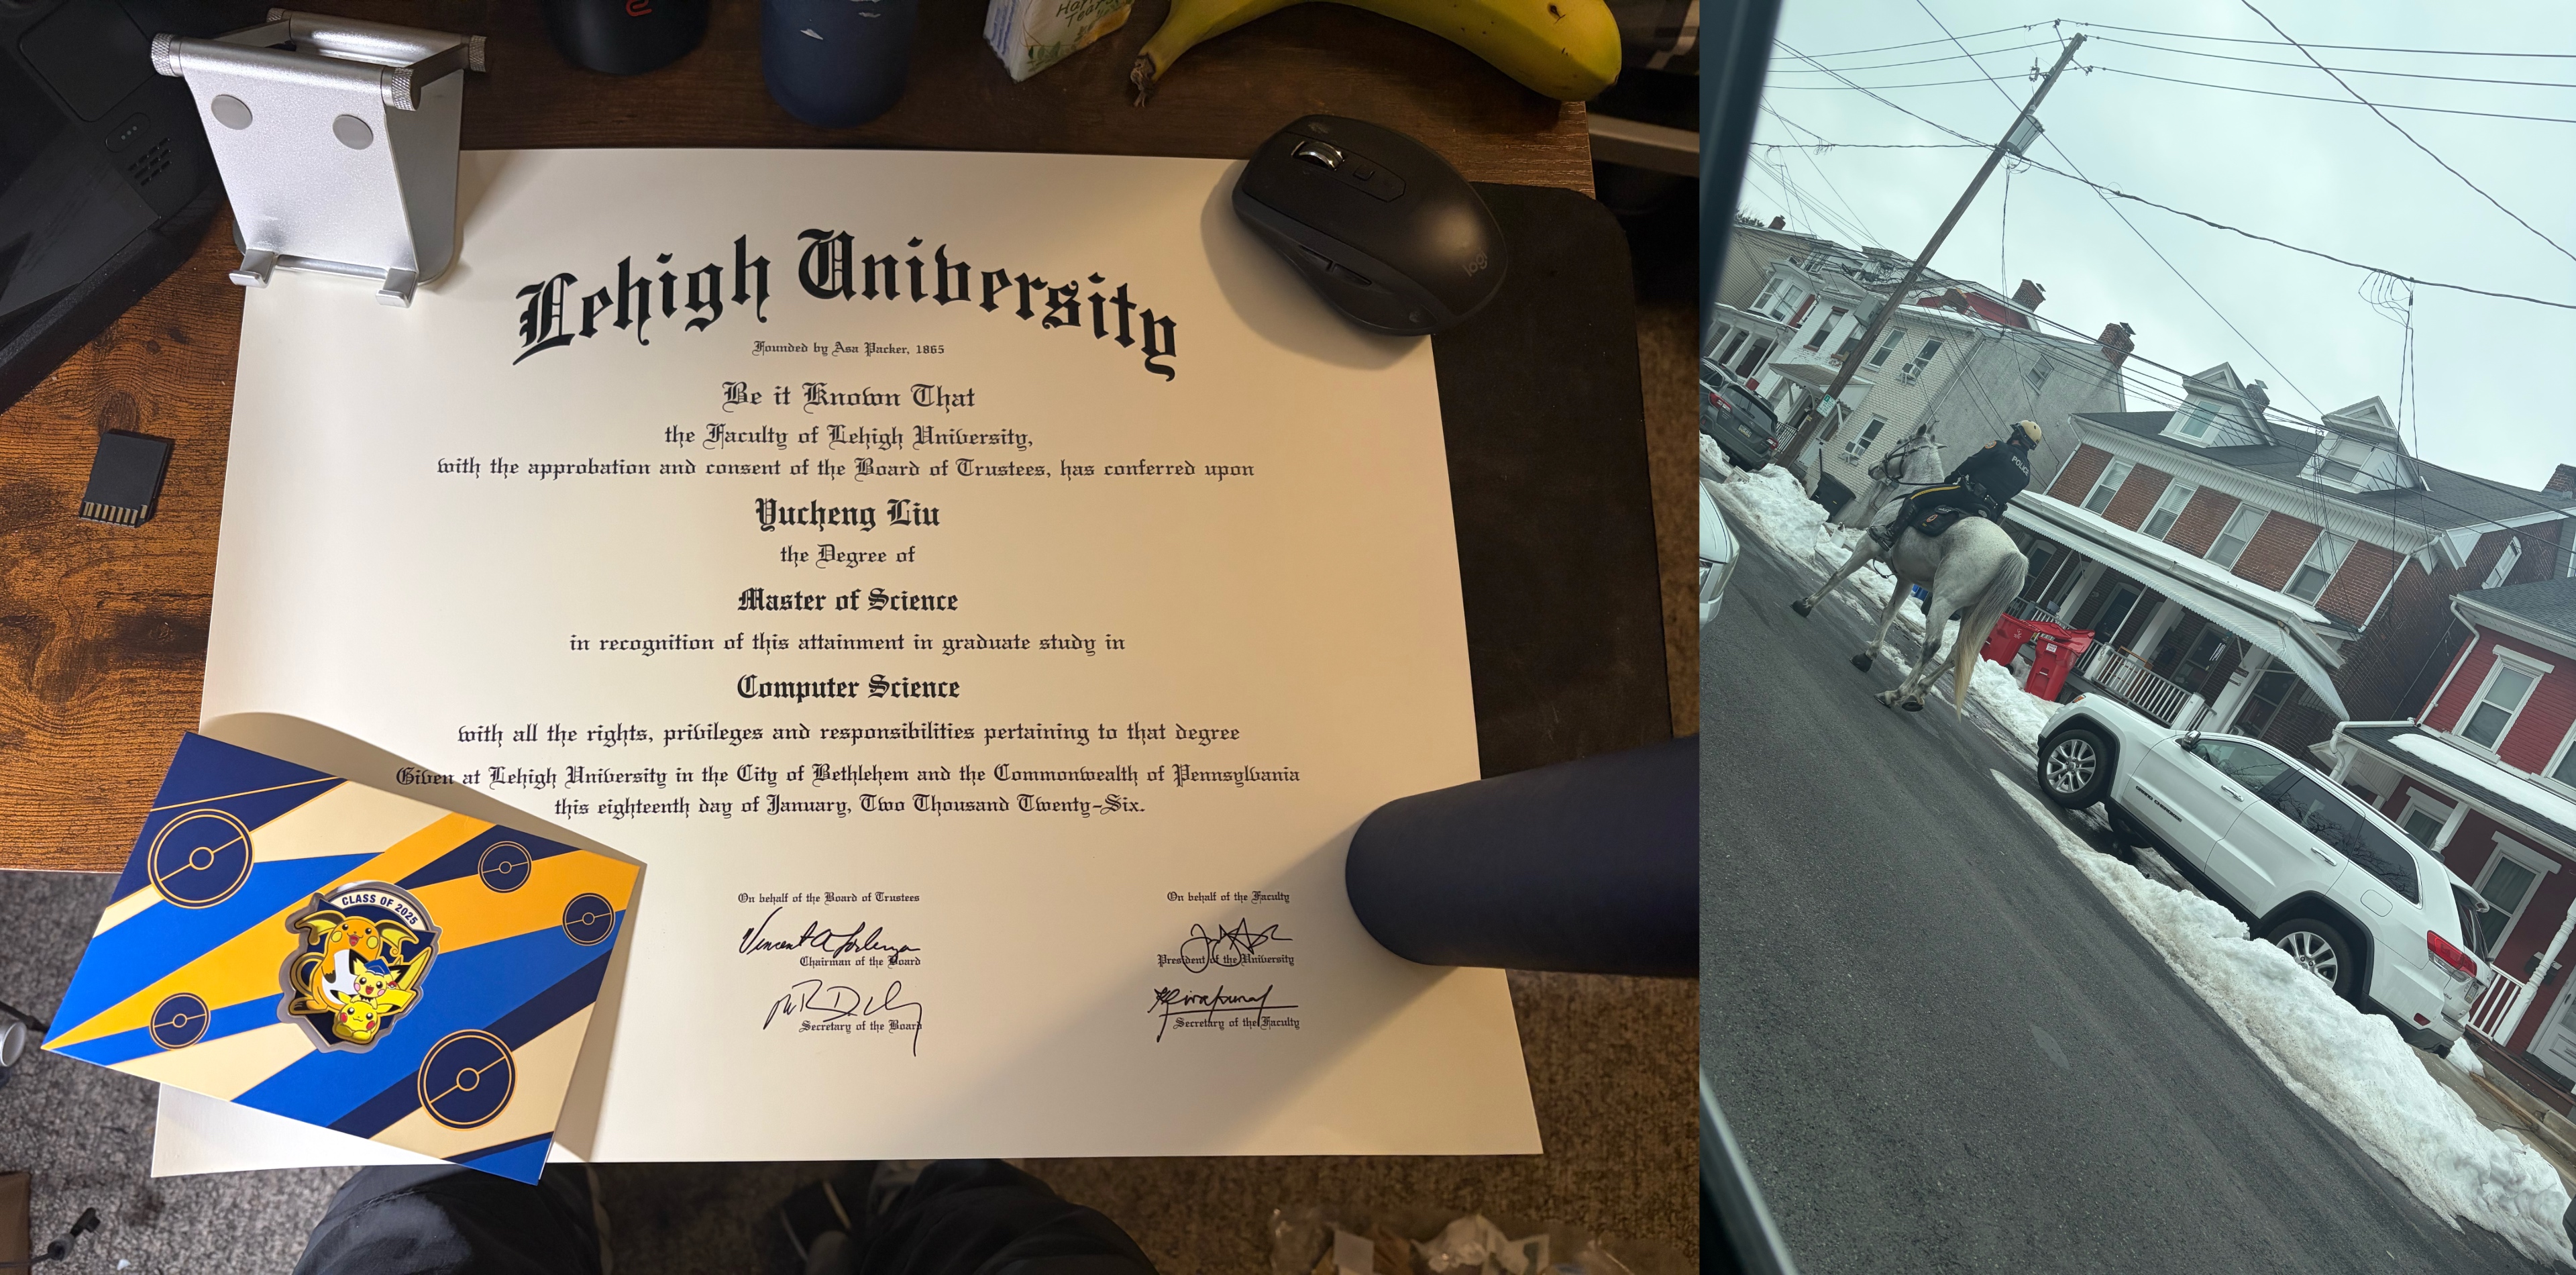 Happy
Tears
logi
Lehigh University
Founded by Asa Packer, 1865
Be it Known That
the Faculty of Lehigh University,
with the approbation and consent of the Board of Trustees, has conferred upon
Yucheng Liu
the Degree of
Master of Science
in recognition of this attainment in graduate study in
Computer Science
with all the rights, privileges and responsibilities pertaining to that degree
Given at Lehigh University in the City of Bethlehem and the Commonwealth of Pennsylvania
this eighteenth day of January, Two Thousand Twenty-Six.
On behalf of the Board of Trustees
Chairman of the Board
Secretary of the Board
On behalf of the Faculty
President of the University
Secretary of the Faculty
CLASS OF 2025
POLICE
GRAND CHEROKEE